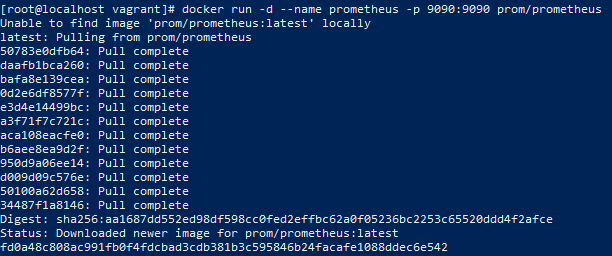 [root@localhost vagrant]# docker run -d --name prometheus -p 9090:9090 prom/prometheus
Unable to find image 'prom/prometheus:latest' locally
latest: Pulling from prom/prometheus
50783e0dfb64: Pull complete
daafb1bca260: Pull complete
bafa8e139cea: Pull complete
0d2e6df8577f: Pull complete
e3d4e14499bc: Pull complete
a3f71f7c721c: Pull complete
aca108eacfe0: Pull complete
b6aee8ea9d2f: Pull complete
950d9a06ee14: Pull complete
d009d09c576e: Pull complete
50100a62d658: Pull complete
34487f1a8146: Pull complete
Digest: sha256:aa1687dd552ed98df598cc0fed2effbc62a0f05236bc2253c65520ddd4f2afce
Status: Downloaded newer image for prom/prometheus:latest
fd0a48c808ac991fb0f4fdcbad3cdb381b3c595846b24facafe1088ddec6e542